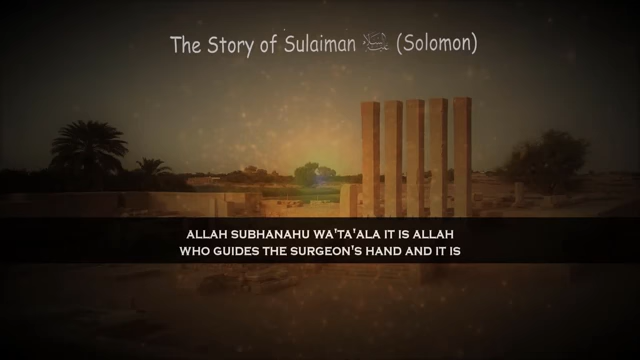 The Story of Sulaiman (Solomon)
ALLAH SUBHANAHU WA'TA'ALA IT IS ALLAH
WHO GUIDES THE SURGEON'S HAND AND IT IS